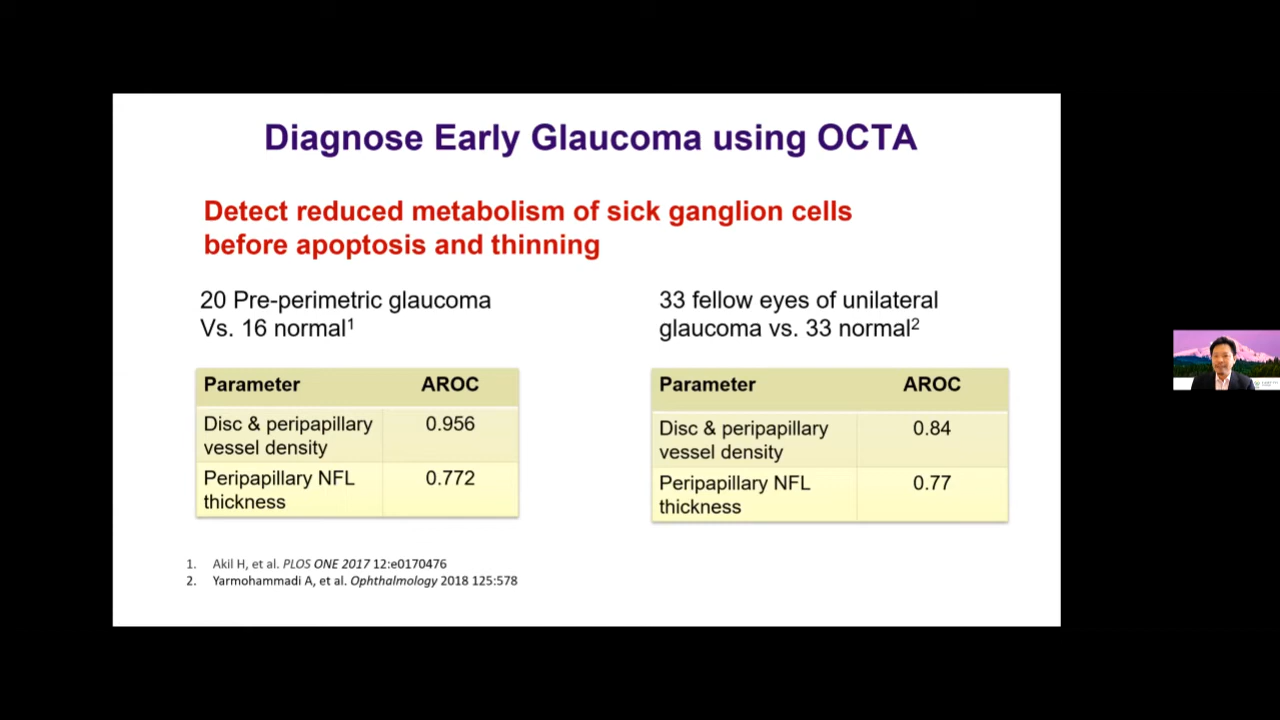 Diagnose Early Glaucoma using OCTA
Detect reduced metabolism of sick ganglion cells
before apoptosis and thinning
20 Pre-perimetric glaucoma
Vs. 16 normal1
Parameter AROC
Disc & peripapillary 0.956
vessel density
Peripapillary NFL 0.772
thickness
33 fellow eyes of unilateral
glaucoma vs. 33 normal2
Parameter AROC
Disc & peripapillary 0.84
vessel density
Peripapillary NFL 0.77
thickness
1. Akil H, et al. PLOS ONE 2017 12:e0170476
2. Yarmohammadi A, et al. Ophthalmology 2018 125:578